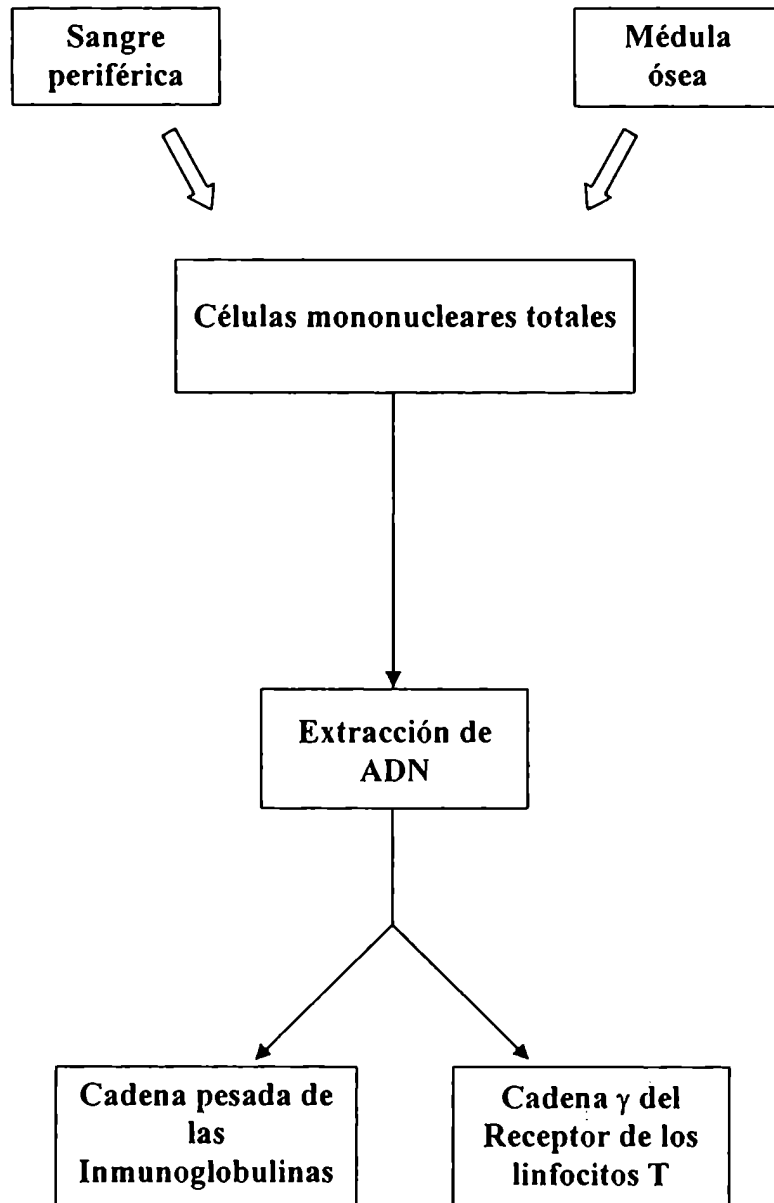 Sangre
periférica
Médula
ósea
Células mononucleares totales
Extracción de
ADN
Cadena pesada de
las
Inmunoglobulinas
Cadena γ del
Receptor de los
linfocitos T